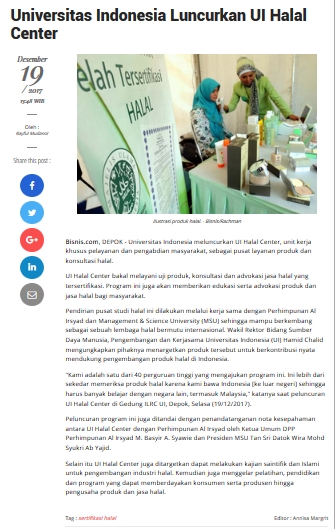 Universitas Indonesia Luncurkan UI Halal
Center
Desember
19
/ 2017
15:48 WIB
Oleh :
Share this post :
elah Tersertifikasi
HALAL
Ilustrasi produk halal. - Bisnis/Rachman
Bisnis.com, DEPOK - Universitas Indonesia meluncurkan UI Halal Center, unit kerja
khusus pelayanan dan pengabdian masyarakat, sebagai pusat layanan produk dan
konsultasi halal.
UI Halal Center bakal melayani uji produk, konsultasi dan advokasi jasa halal yang
tersertifikasi. Program ini juga akan memberikan edukasi serta advokasi produk dan
jasa halal bagi masyarakat.
Pendirian pusat studi halal ini dilakukan melalui kerja sama dengan Perhimpunan Al
Irsyad dan Management & Science University (MSU) sehingga mampu berkembang
sebagai sebuah lembaga halal bermutu internasional. Wakil Rektor Bidang Sumber
Daya Manusia, Pengembangan dan Kerjasama Universitas Indonesia (UI) Hamid Chalid
mengungkapkan pihaknya menargetkan produk tersebut untuk berkontribusi nyata
mendukung pengembangan produk halal di Indonesia.
"Kami adalah satu dari 40 perguruan tinggi yang mengajukan program ini. Ini lebih dari
sekedar memeriksa produk halal karena kami bawa Indonesia [ke luar negeri] sehingga
harus banyak belajar dengan negara lain, termasuk Malaysia," katanya saat peluncuran
UI Halal Center di Gedung ILRC UI, Depok, Selasa (19/12/2017).
Peluncuran program ini juga ditandai dengan penandatanganan nota kesepahaman
antara UI Halal Center dengan Perhimpunan Al Irsyad oleh Ketua Umum DPP
Perhimpunan Al Irsyad M. Basyir A. Syawie dan Presiden MSU Tan Sri Datok Wira Mohd
Syukri Ab Yajid.
Selain itu UI Halal Center juga ditargetkan dapat melakukan kajian saintifik dan Islami
untuk pengembangan industri halal. Kemudian juga menggelar pelatihan, pendidikan
dan program yang dapat memberdayakan konsumen serta produsen hingga
pengusaha produk dan jasa halal.
Tag : sertifikasi halal
Editor : Annisa Margrit